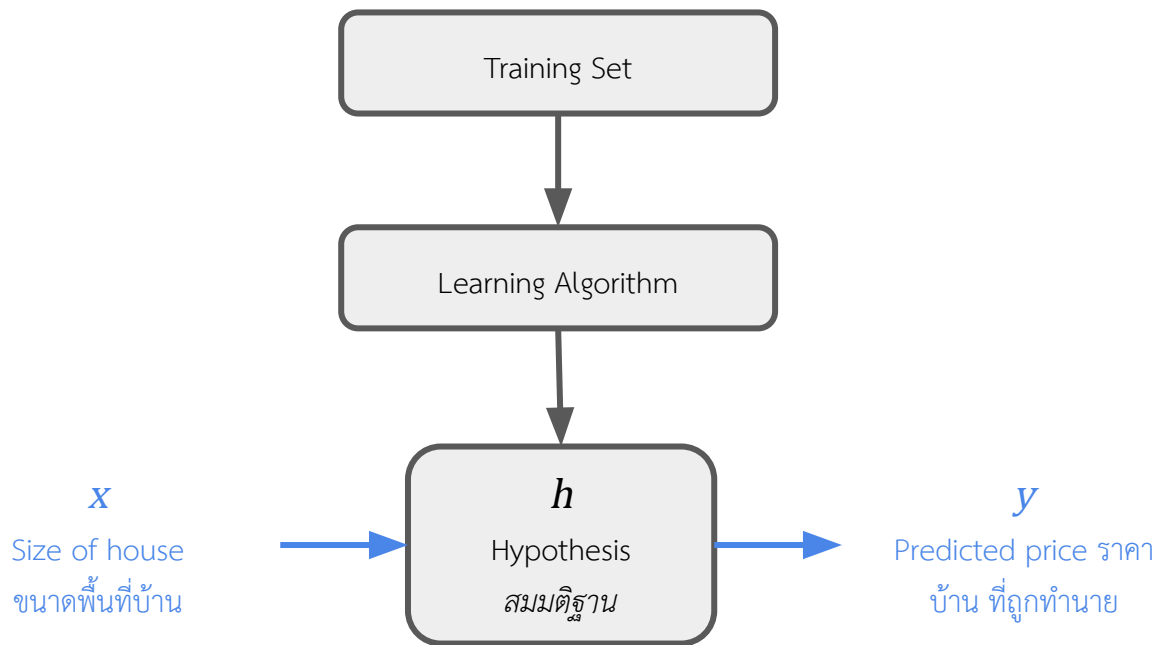 Training Set
Learning Algorithm
x
Size of house
ขนาดพื้นที่บ้าน
h
Hypothesis
สมมติฐาน
y
Predicted price ราคา
บ้าน ที่ถูกทำนาย